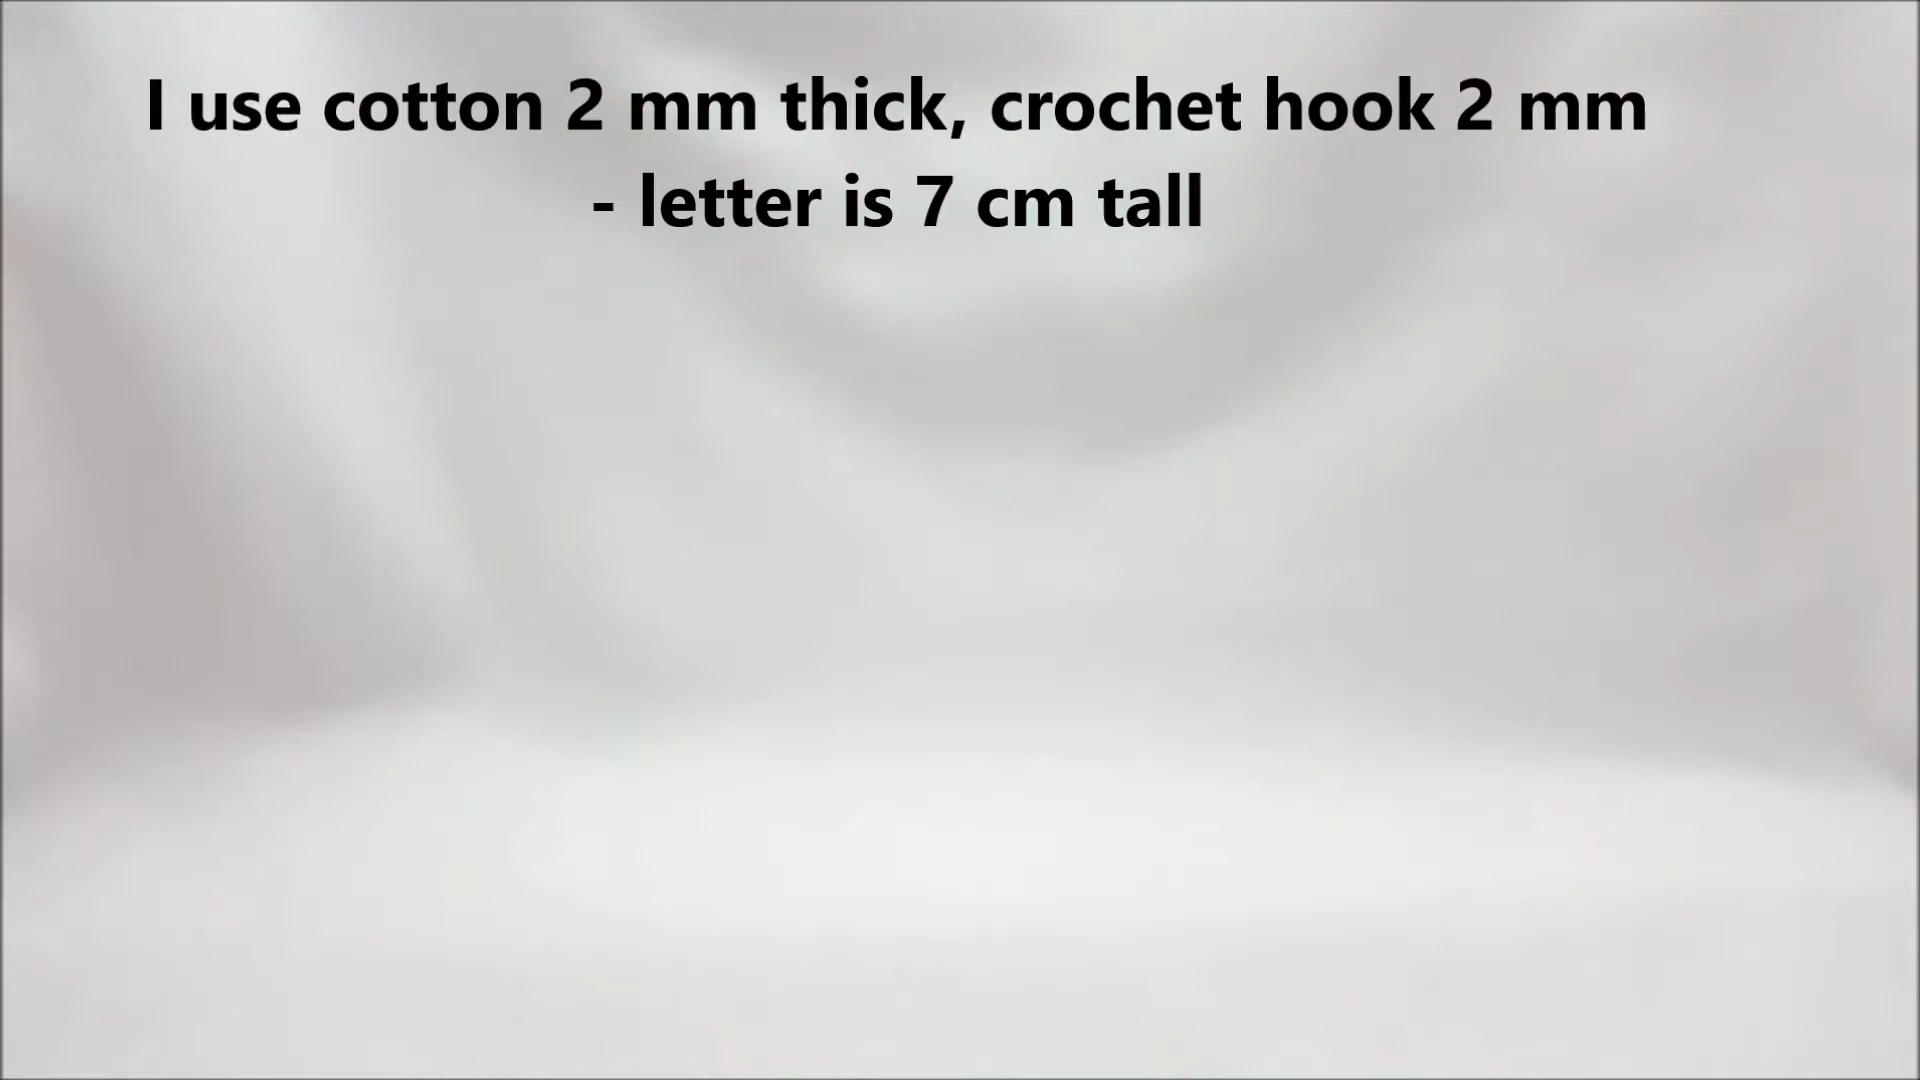 I use cotton 2 mm thick, crochet hook 2 mm
- letter is 7 cm tall